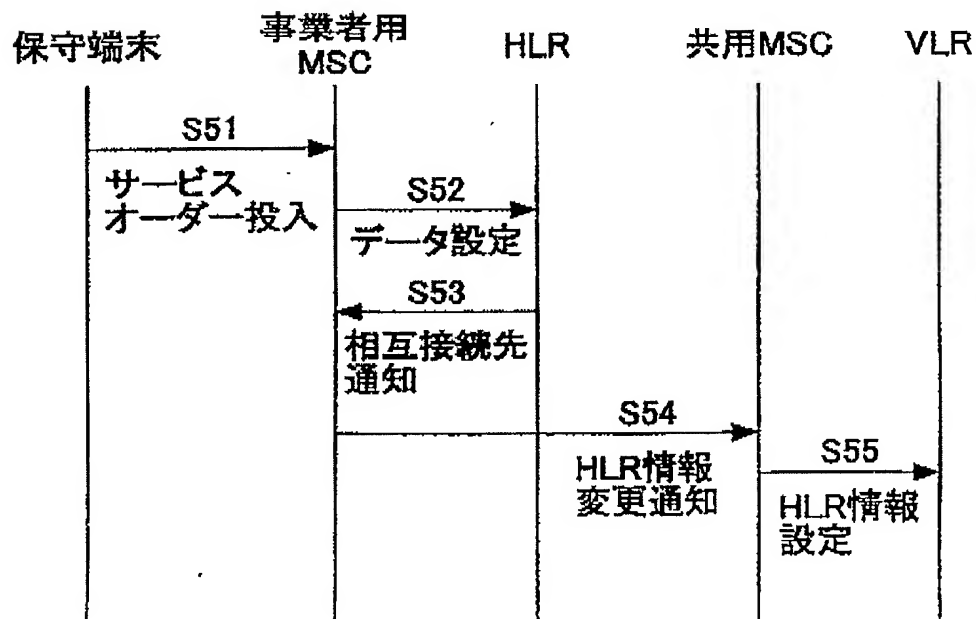 保守端末
事業者用
MSC
HLR
共用MSC
VLR
S51
サービス
オーダー投入
S52
データ設定
S53
相互接続先
通知
S54
HLR情報
変更通知
S55
HLR情報
設定